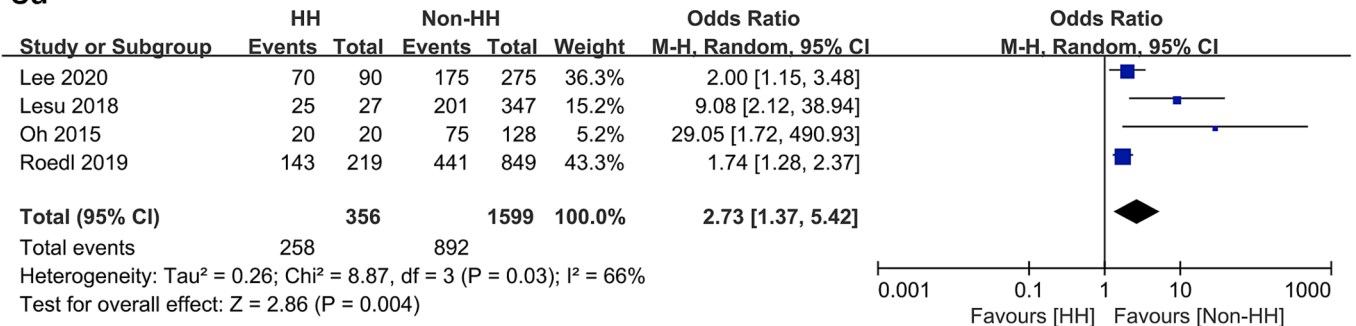 HH Non-HH Odds Ratio Odds Ratio
Study or Subgroup Events Total Events Total Weight M-H, Random, 95% CI M-H, Random, 95% CI
Lee 2020 70 90 175 275 36.3% 2.00 [1.15, 3.48]
Lesu 2018 25 27 201 347 15.2% 9.08 [2.12, 38.94]
Oh 2015 20 20 75 128 5.2% 29.05 [1.72, 490.93]
Roedl 2019 143 219 441 849 43.3% 1.74 [1.28, 2.37]
Total (95% CI) 356 1599 100.0% 2.73 [1.37, 5.42]
Total events 258 892
Heterogeneity: Tau² = 0.26; Chi² = 8.87, df = 3 (P = 0.03); I² = 66%
Test for overall effect: Z = 2.86 (P = 0.004)
0.001 0.1 1 10 1000
Favours [HH] Favours [Non-HH]